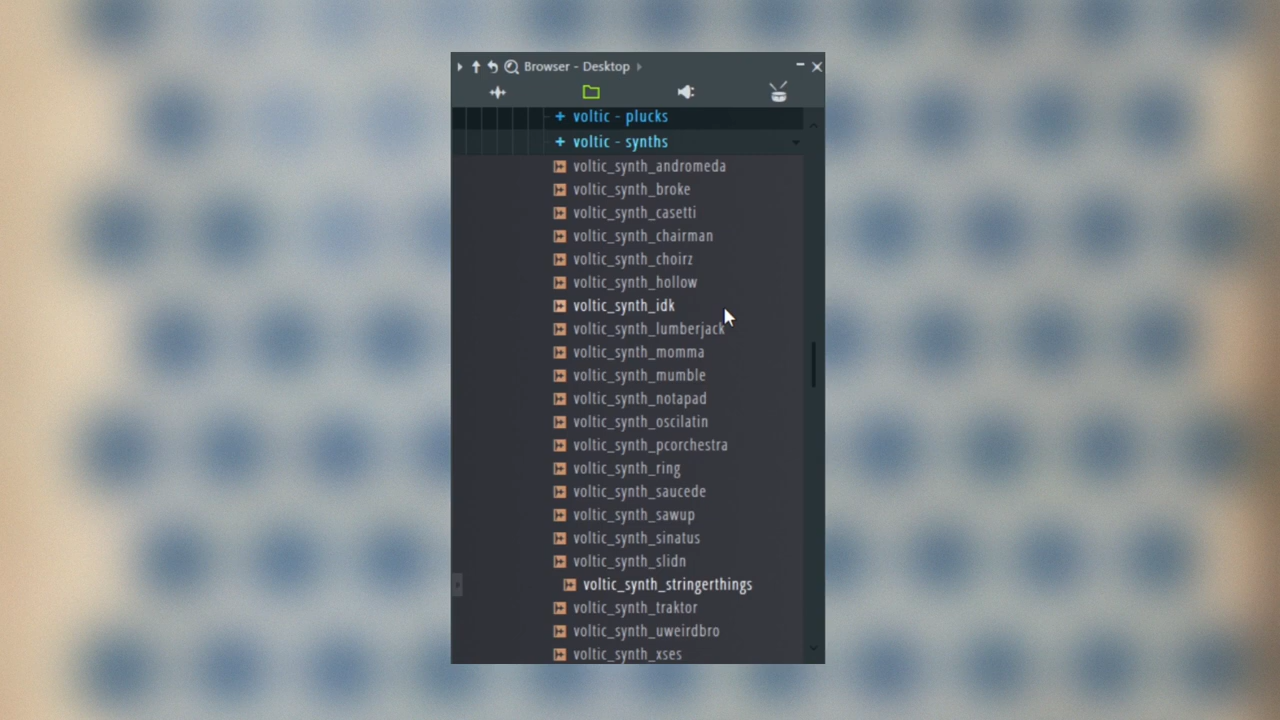 Browser - Desktop
voltic - plucks
voltic - synths
voltic_synth_andromeda
voltic_synth_broke
voltic_synth_casetti
voltic_synth_chairman
voltic_synth_choirz
voltic_synth_hollow
voltic_synth_idk
voltic_synth_lumberjack
voltic_synth_momma
voltic_synth_mumble
voltic_synth_notapad
voltic_synth_oscilatin
voltic_synth_pcorchestra
voltic_synth_ring
voltic_synth_saucede
voltic_synth_sawup
voltic_synth_sinatus
voltic_synth_slidn
voltic_synth_stringerthings
voltic_synth_traktor
voltic_synth_uweirdbro
voltic_synth_xses